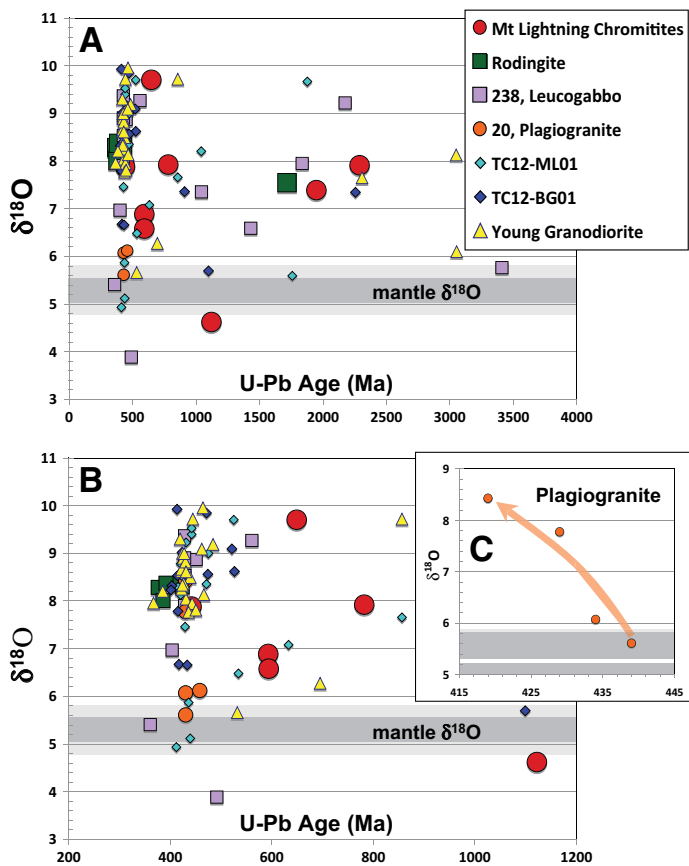 A
11
10
9
8
7
6
5
4
3
δ18O
0 500 1000 1500 2000 2500 3000 3500 4000
U-Pb Age (Ma)
mantle δ18O
Mt Lightning Chromitites
Rodingite
238, Leucogabbo
20, Plagiogranite
TC12-ML01
TC12-BG01
Young Granodiorite
B
11
10
9
8
7
6
5
4
3
δ18O
200 400 600 800 1000 1200
U-Pb Age (Ma)
mantle δ18O
C
Plagiogranite
9
8
7
6
5
δ18O
415 425 435 445